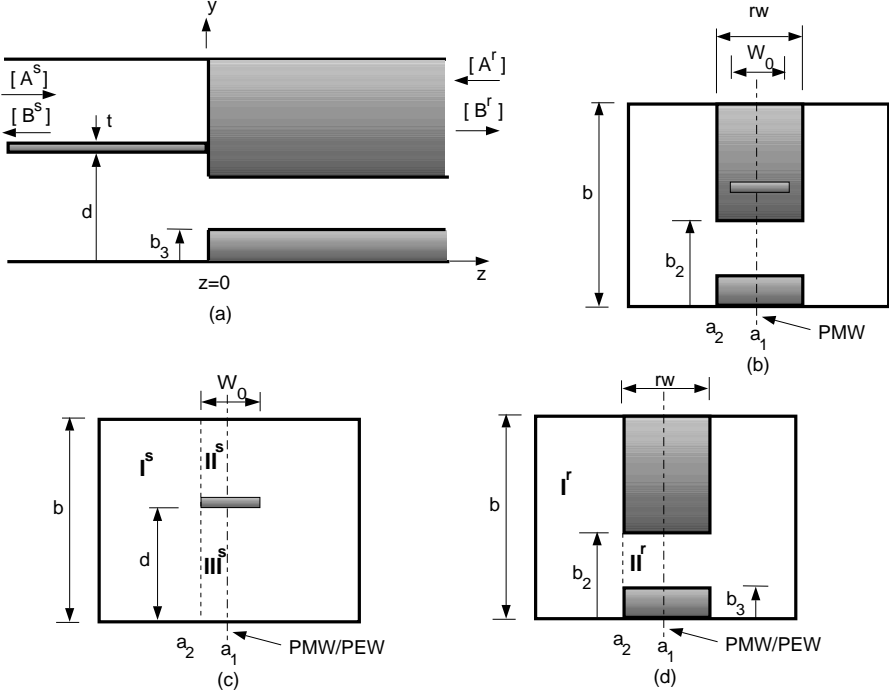 y
[ A^s ]
[ B^s ]
t
d
b_3
z=0
z
[ A^r ]
[ B^r ]
(a)
rw
W_0
b
b_2
a_2
a_1
PMW
(b)
W_0
b
I^s
II^s
d
III^s
a_2
a_1
PMW/PEW
(c)
rw
b
I^r
b_2
II^r
b_3
a_2
a_1
PMW/PEW
(d)